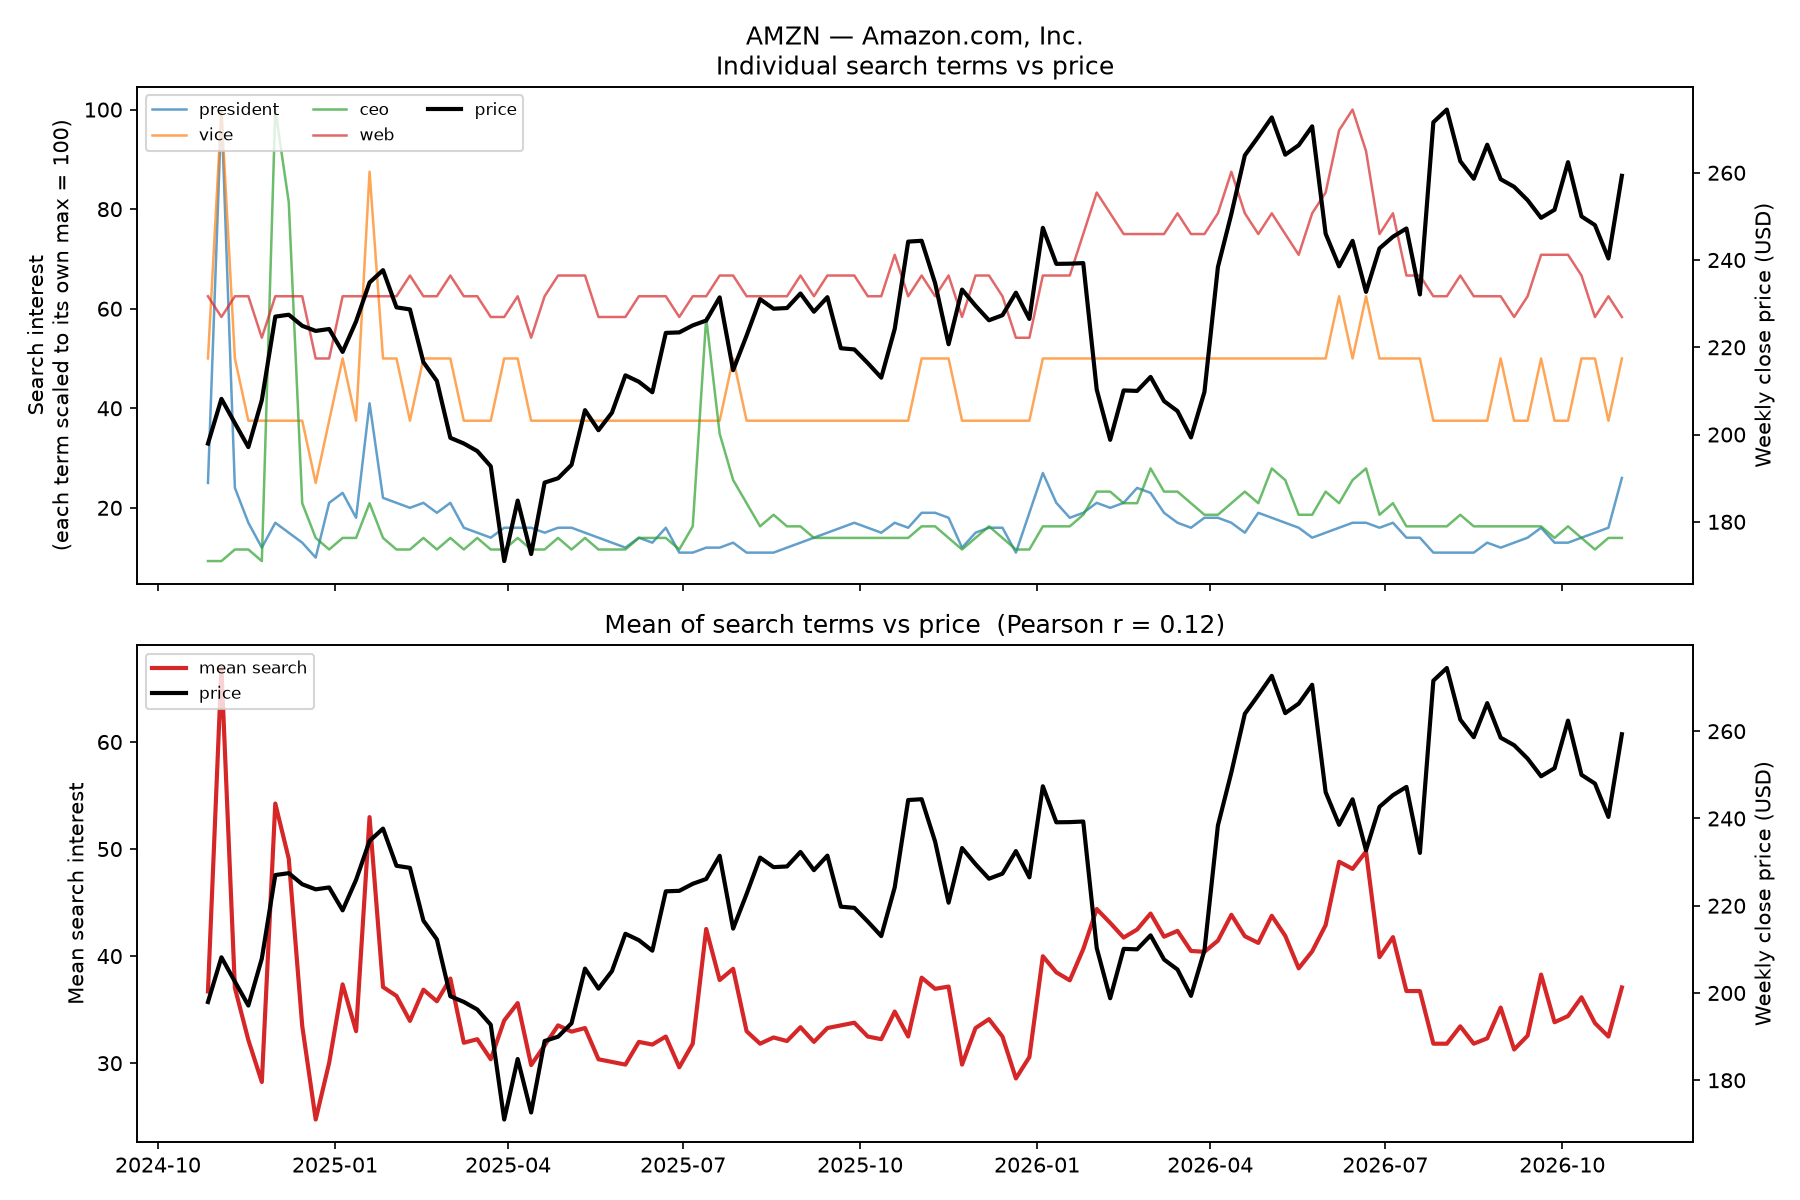 AMZN — Amazon.com, Inc.
Individual search terms vs price
president
vice
ceo
web
price
Search interest
(each term scaled to its own max = 100)
100
80
60
40
20
Weekly close price (USD)
260
240
220
200
180
Mean of search terms vs price  (Pearson r = 0.12)
mean search
price
Mean search interest
60
50
40
30
Weekly close price (USD)
260
240
220
200
180
2024-10
2025-01
2025-04
2025-07
2025-10
2026-01
2026-04
2026-07
2026-10